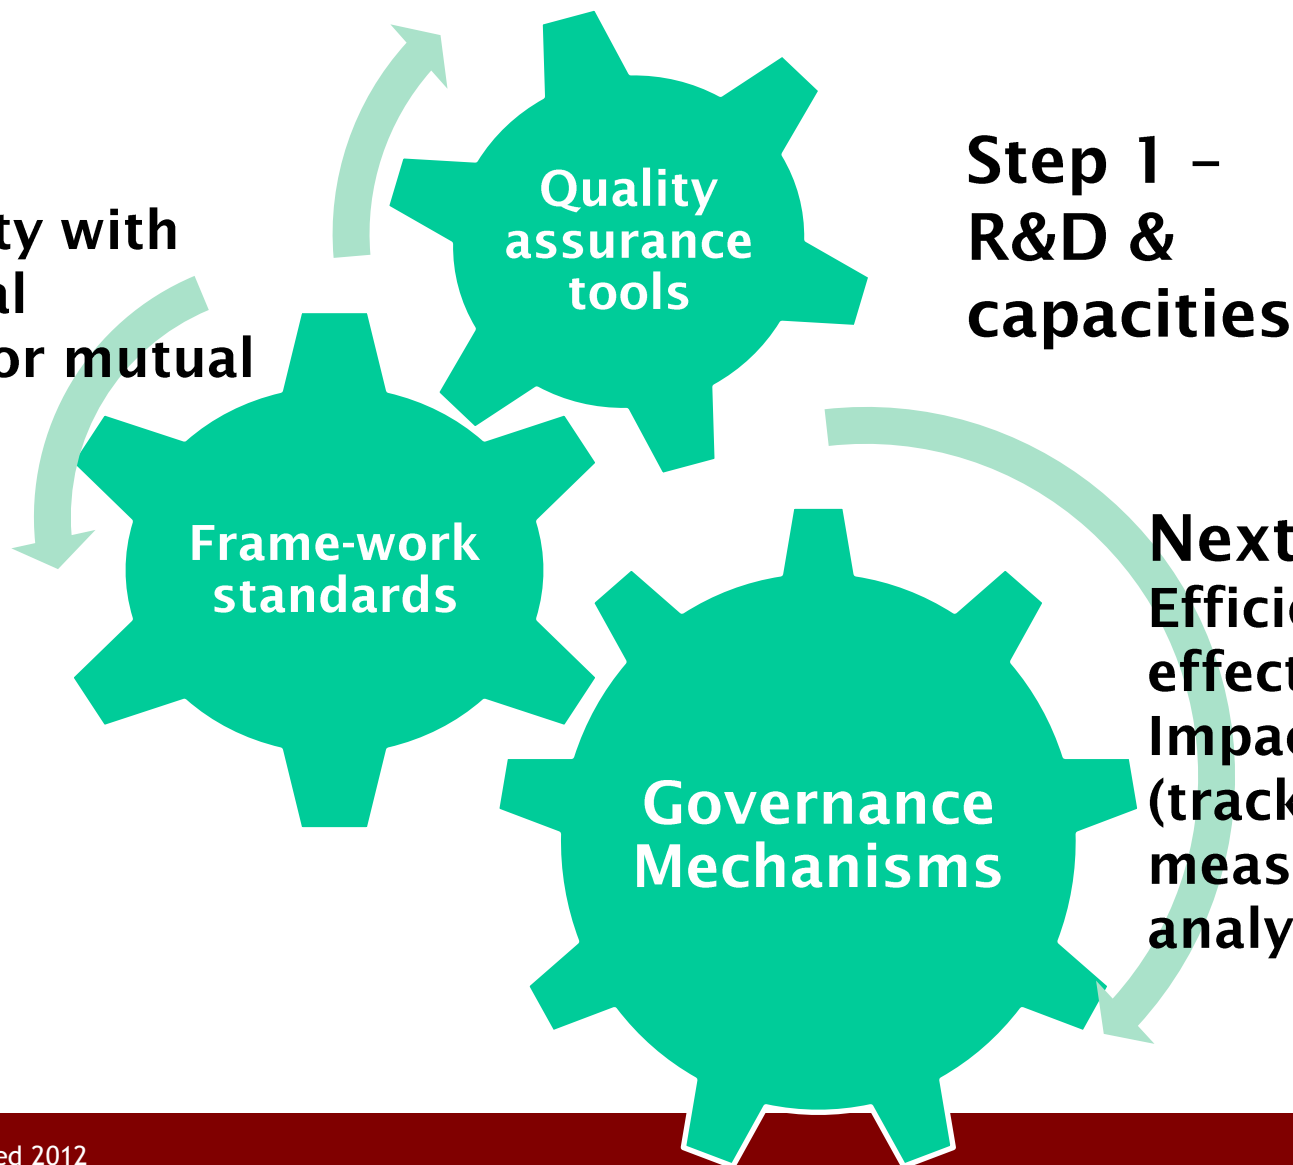 Quality
assurance
tools
Step 1 –
R&D &
capacities
ty with
al
or mutual
Frame-work
standards
Next
Effici
effect
Impa
(track
meas
analy
Governance
Mechanisms
ed 2012